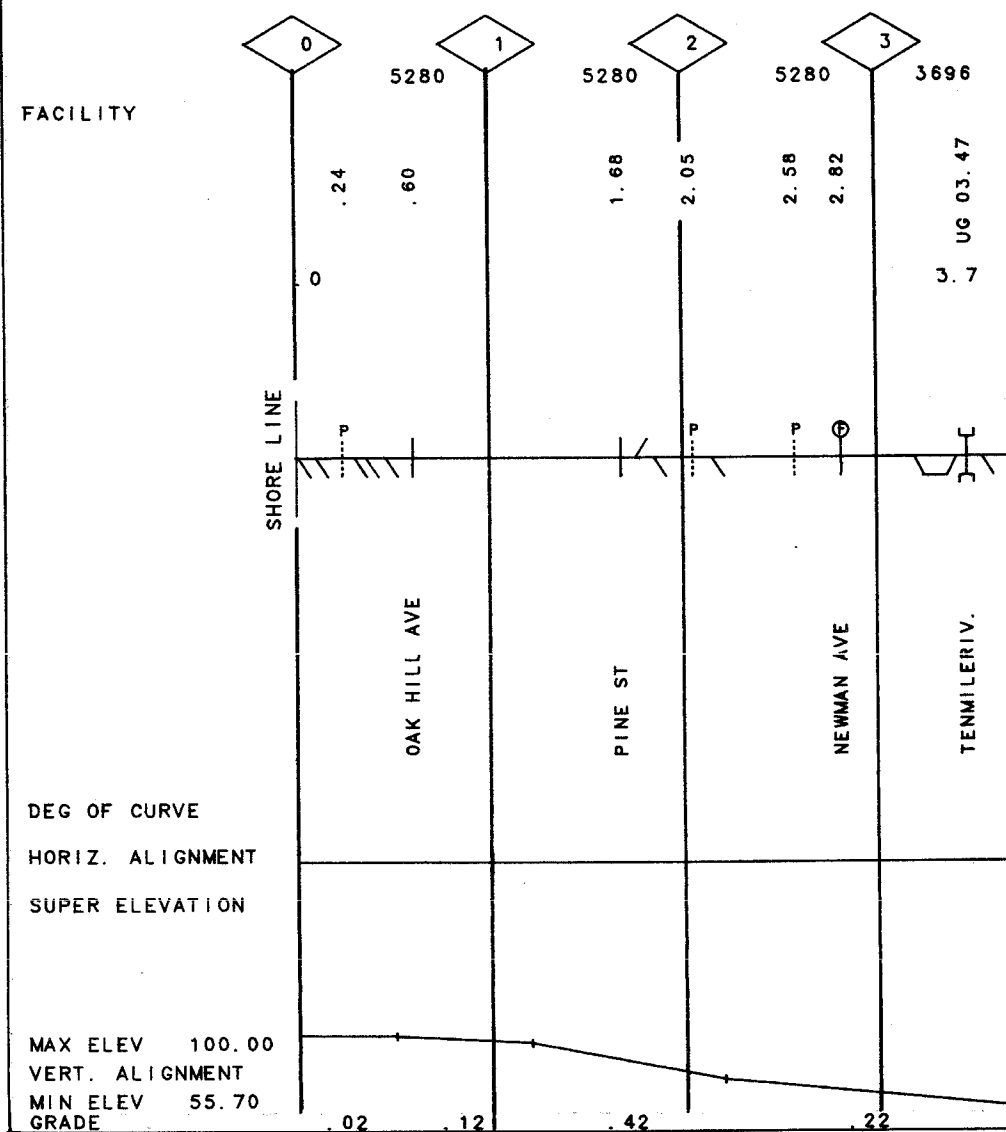 0 1 2 3
5280 5280 5280 3696
FACILITY
.24 .60 1.68 2.05 2.58 2.82 UG 03.47
0 3.7
SHORE LINE
P P P F
OAK HILL AVE
PINE ST
NEWMAN AVE
TENMILERIV.
DEG OF CURVE
HORIZ. ALIGNMENT
SUPER ELEVATION
MAX ELEV 100.00
VERT. ALIGNMENT
MIN ELEV 55.70
GRADE .02 .12 .42 .22